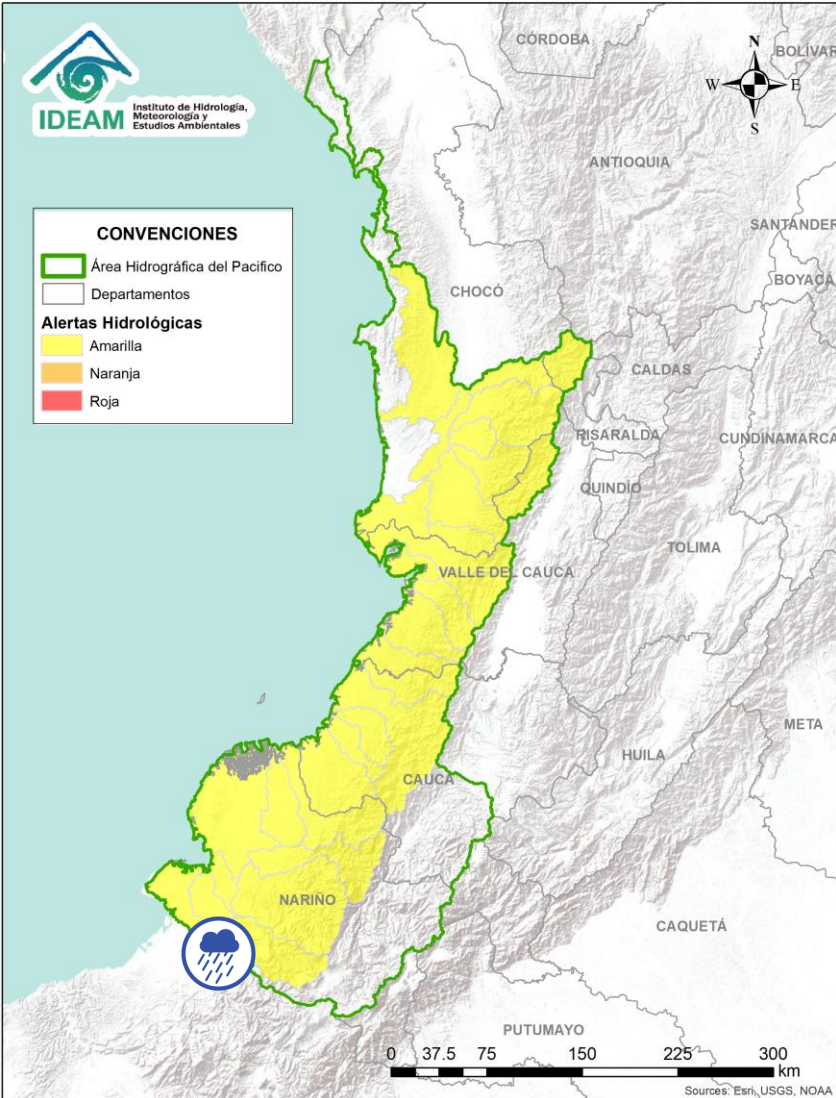 IDEAM
Instituto de Hidrología,
Meteorología y
Estudios Ambientales
N
W
E
S
CÓRDOBA
BOLÍVAR
ANTIOQUIA
SANTANDER
BOYACÁ
CONVENCIONES
Área Hidrográfica del Pacifico
Departamentos
Alertas Hidrológicas
Amarilla
Naranja
Roja
CHOCÓ
CALDAS
RISARALDA
CUNDINAMARCA
QUINDÍO
TOLIMA
VALLE DEL CAUCA
META
HUILA
CAUCA
NARIÑO
CAQUETÁ
PUTUMAYO
0 37.5 75 150 225 300
km
Sources: Esri, USGS, NOAA